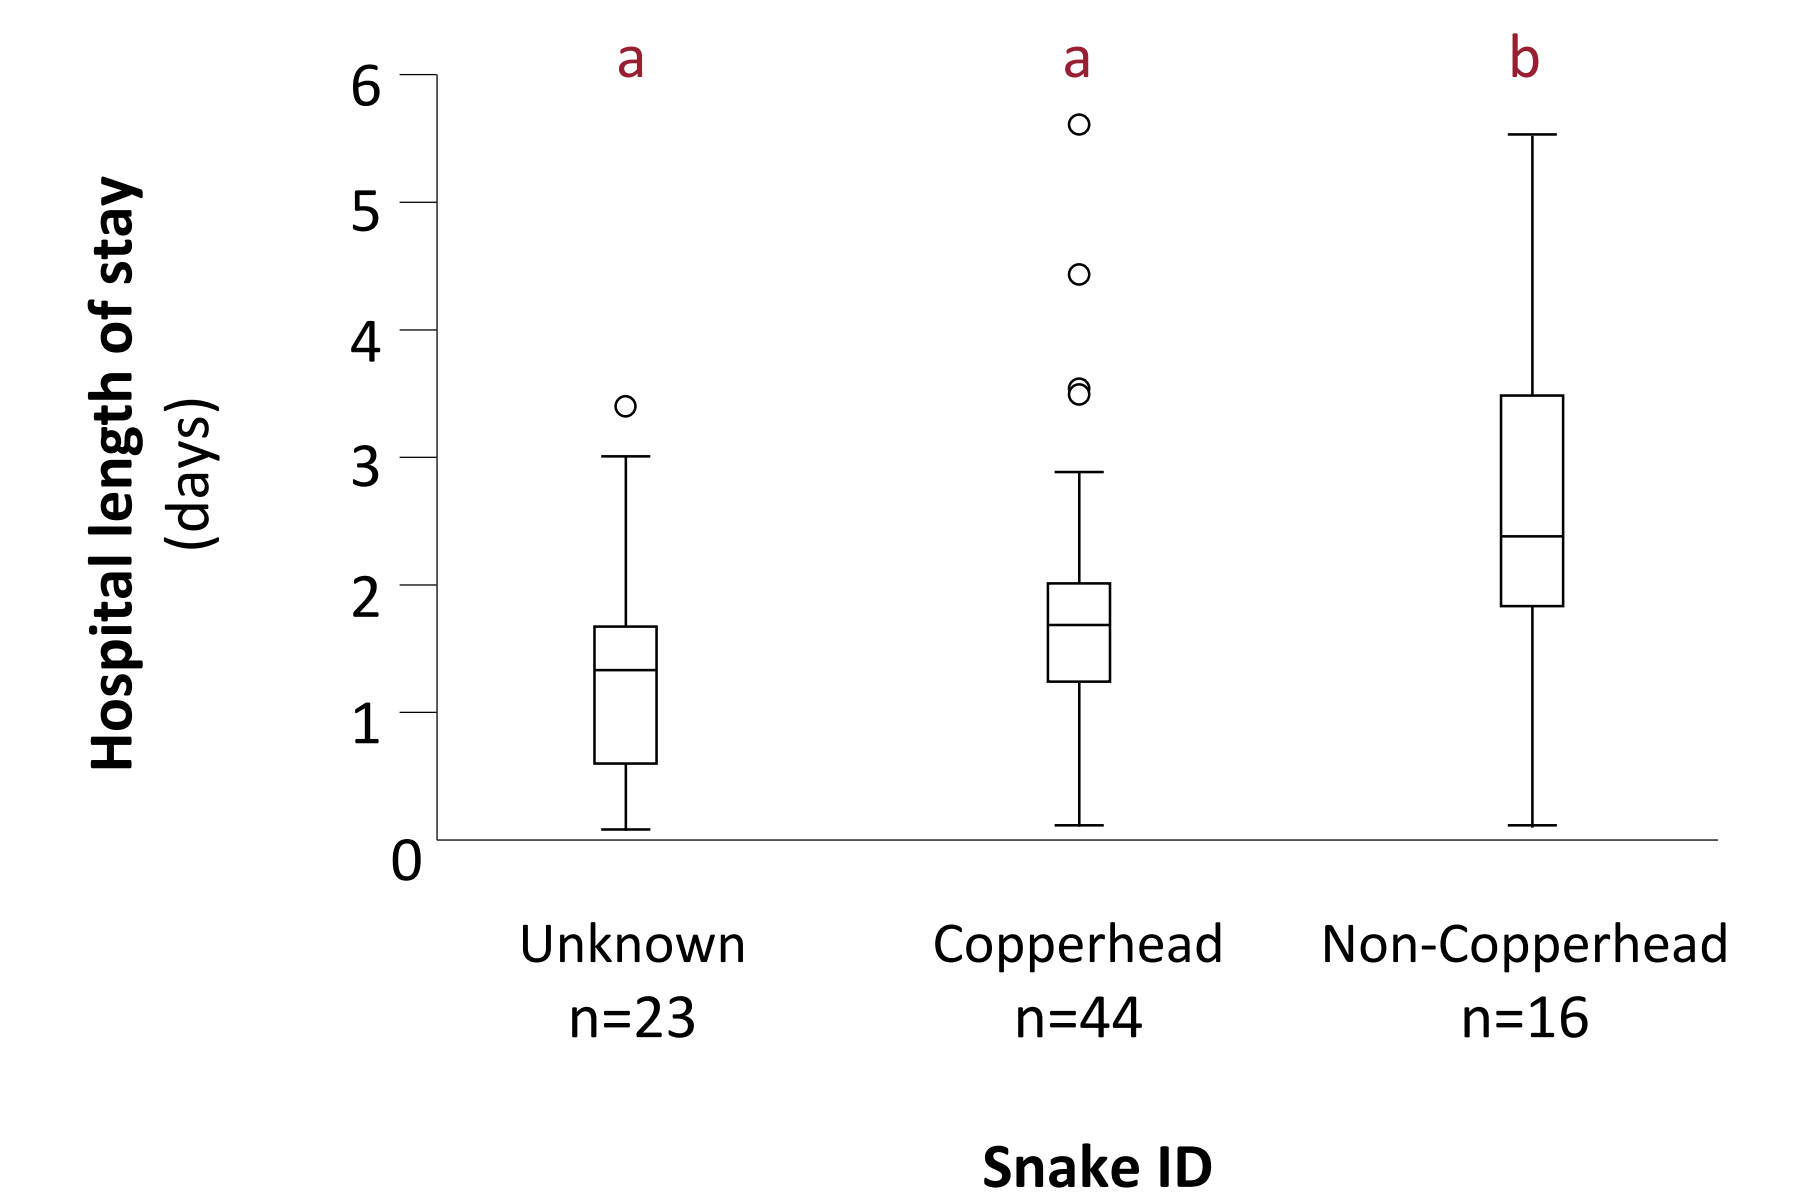 a a b
6
5
4
3
2
1
0
Hospital length of stay
(days)
Unknown Copperhead Non-Copperhead
n=23 n=44 n=16
Snake ID